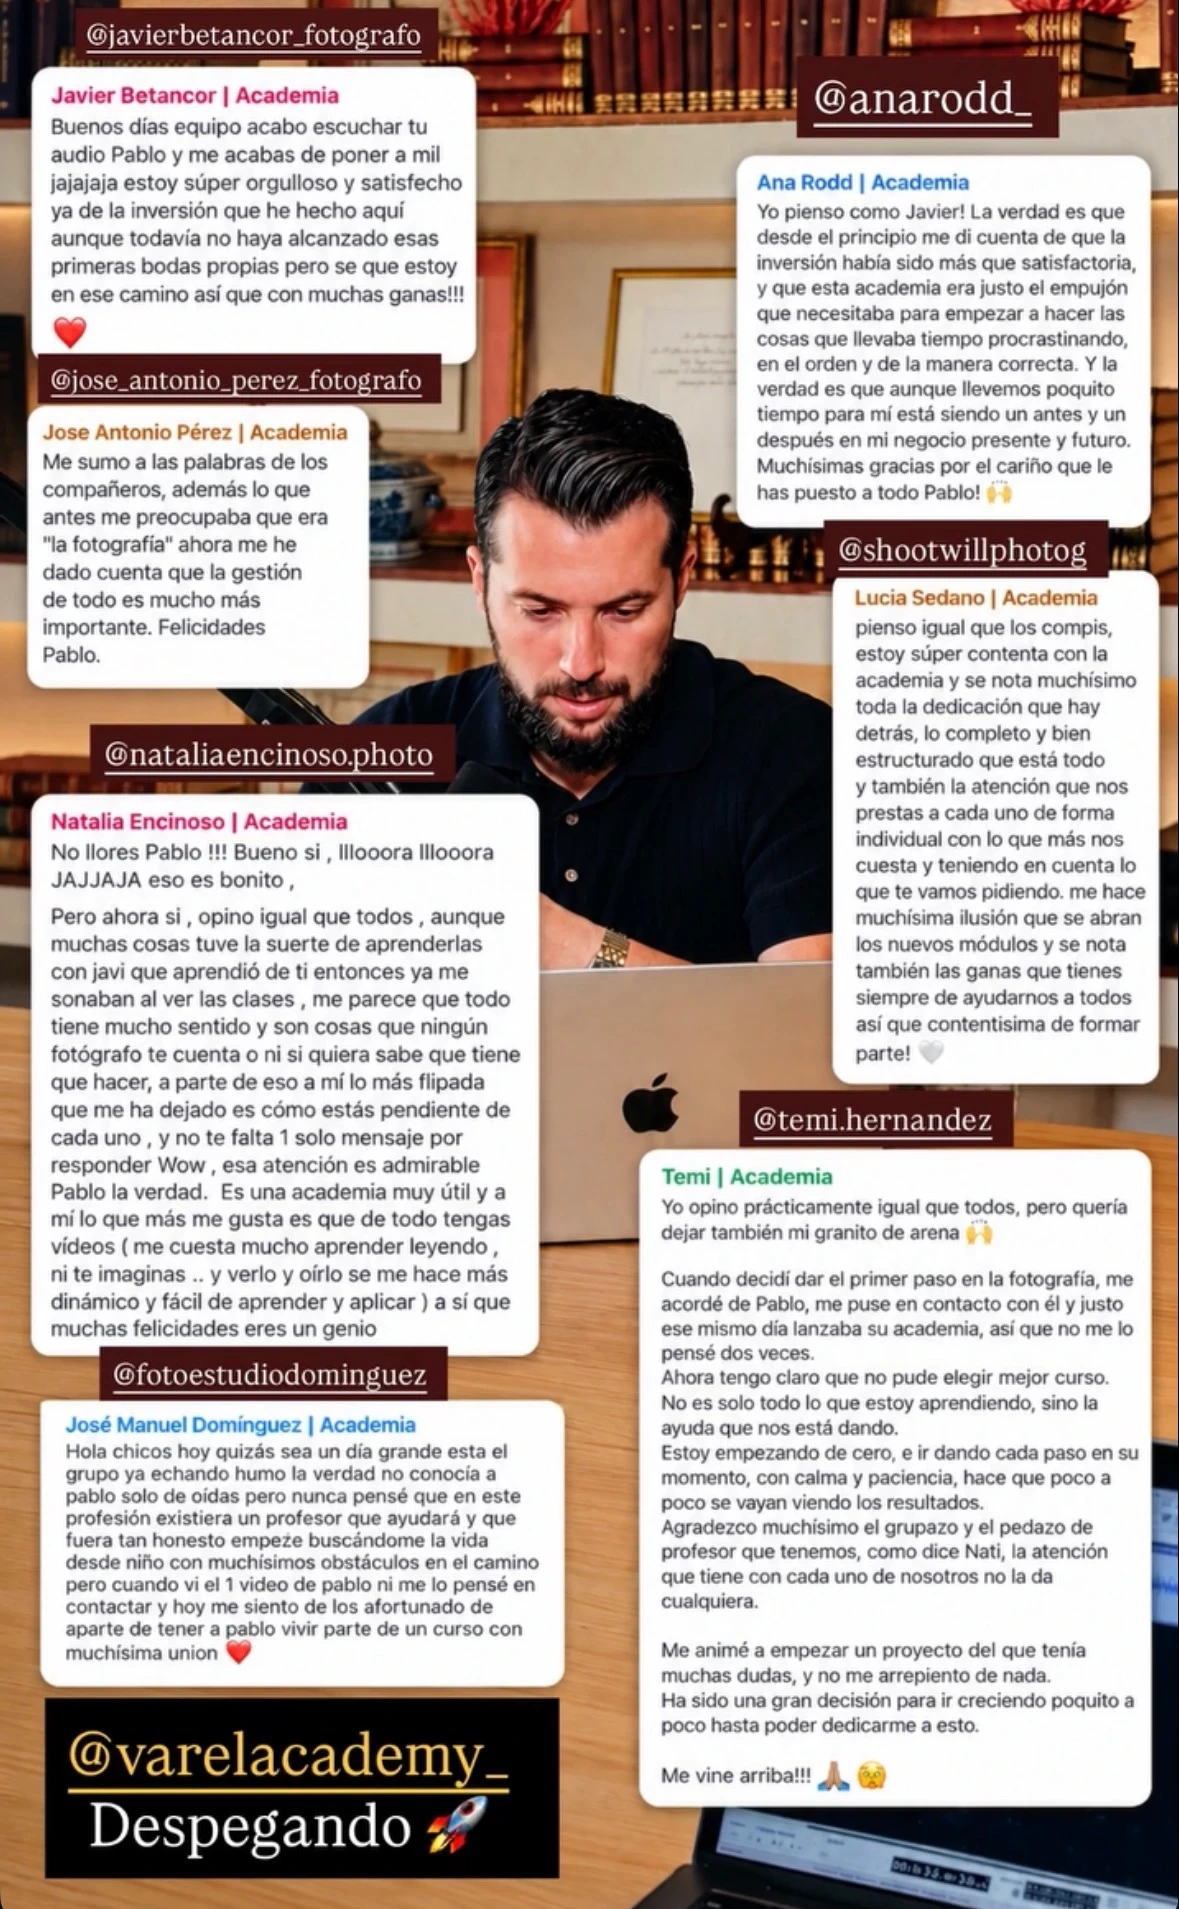 @javierbetancor_fotografo
Javier Betancor | Academia
Buenos días equipo acabo escuchar tu
audio Pablo y me acabas de poner a mil
jajajaja estoy súper orgulloso y satisfecho
ya de la inversión que he hecho aquí
aunque todavía no haya alcanzado esas
primeras bodas propias pero se que estoy
en ese camino así que con muchas ganas!!!
❤️
@jose_antonio_perez_fotografo
Jose Antonio Pérez | Academia
Me sumo a las palabras de los
compañeros, además lo que
antes me preocupaba que era
"la fotografía" ahora me he
dado cuenta que la gestión
de todo es mucho más
importante. Felicidades
Pablo.
@nataliaencinoso.photo
Natalia Encinoso | Academia
No llores Pablo !!! Bueno si , lllooora lllooora
JAJJAJA eso es bonito ,
Pero ahora si , opino igual que todos , aunque
muchas cosas tuve la suerte de aprenderlas
con javi que aprendió de ti entonces ya me
sonaban al ver las clases , me parece que todo
tiene mucho sentido y son cosas que ningún
fotógrafo te cuenta o ni si quiera sabe que tiene
que hacer, a parte de eso a mí lo más flipada
que me ha dejado es cómo estás pendiente de
cada uno , y no te falta 1 solo mensaje por
responder Wow , esa atención es admirable
Pablo la verdad.  Es una academia muy útil y a
mí lo que más me gusta es que de todo tengas
vídeos ( me cuesta mucho aprender leyendo ,
ni te imaginas .. y verlo y oírlo se me hace más
dinámico y fácil de aprender y aplicar ) a sí que
muchas felicidades eres un genio
@fotoestudiodominguez
José Manuel Domínguez | Academia
Hola chicos hoy quizás sea un día grande esta el
grupo ya echando humo la verdad no conocía a
pablo solo de oídas pero nunca pensé que en este
profesión existiera un profesor que ayudará y que
fuera tan honesto empeze buscándome la vida
desde niño con muchísimos obstáculos en el camino
pero cuando vi el 1 video de pablo ni me lo pensé en
contactar y hoy me siento de los afortunado de
aparte de tener a pablo vivir parte de un curso con
muchísima union ❤️
@varelacademy_
Despegando 🚀
@anarodd_
Ana Rodd | Academia
Yo pienso como Javier! La verdad es que
desde el principio me di cuenta de que la
inversión había sido más que satisfactoria,
y que esta academia era justo el empujón
que necesitaba para empezar a hacer las
cosas que llevaba tiempo procrastinando,
en el orden y de la manera correcta. Y la
verdad es que aunque llevemos poquito
tiempo para mí está siendo un antes y un
después en mi negocio presente y futuro.
Muchísimas gracias por el cariño que le
has puesto a todo Pablo! 🙌
@shootwillphotog
Lucia Sedano | Academia
pienso igual que los compis,
estoy súper contenta con la
academia y se nota muchísimo
toda la dedicación que hay
detrás, lo completo y bien
estructurado que está todo
y también la atención que nos
prestas a cada uno de forma
individual con lo que más nos
cuesta y teniendo en cuenta lo
que te vamos pidiendo. me hace
muchísima ilusión que se abran
los nuevos módulos y se nota
también las ganas que tienes
siempre de ayudarnos a todos
así que contentisima de formar
parte! 🤍
@temi.hernandez
Temi | Academia
Yo opino prácticamente igual que todos, pero quería
dejar también mi granito de arena 🙌
Cuando decidí dar el primer paso en la fotografía, me
acordé de Pablo, me puse en contacto con él y justo
ese mismo día lanzaba su academia, así que no me lo
pensé dos veces.
Ahora tengo claro que no pude elegir mejor curso.
No es solo todo lo que estoy aprendiendo, sino la
ayuda que nos está dando.
Estoy empezando de cero, e ir dando cada paso en su
momento, con calma y paciencia, hace que poco a
poco se vayan viendo los resultados.
Agradezco muchísimo el grupazo y el pedazo de
profesor que tenemos, como dice Nati, la atención
que tiene con cada uno de nosotros no la da
cualquiera.
Me animé a empezar un proyecto del que tenía
muchas dudas, y no me arrepiento de nada.
Ha sido una gran decisión para ir creciendo poquito a
poco hasta poder dedicarme a esto.
Me vine arriba!!! 🙏🏼 🫣